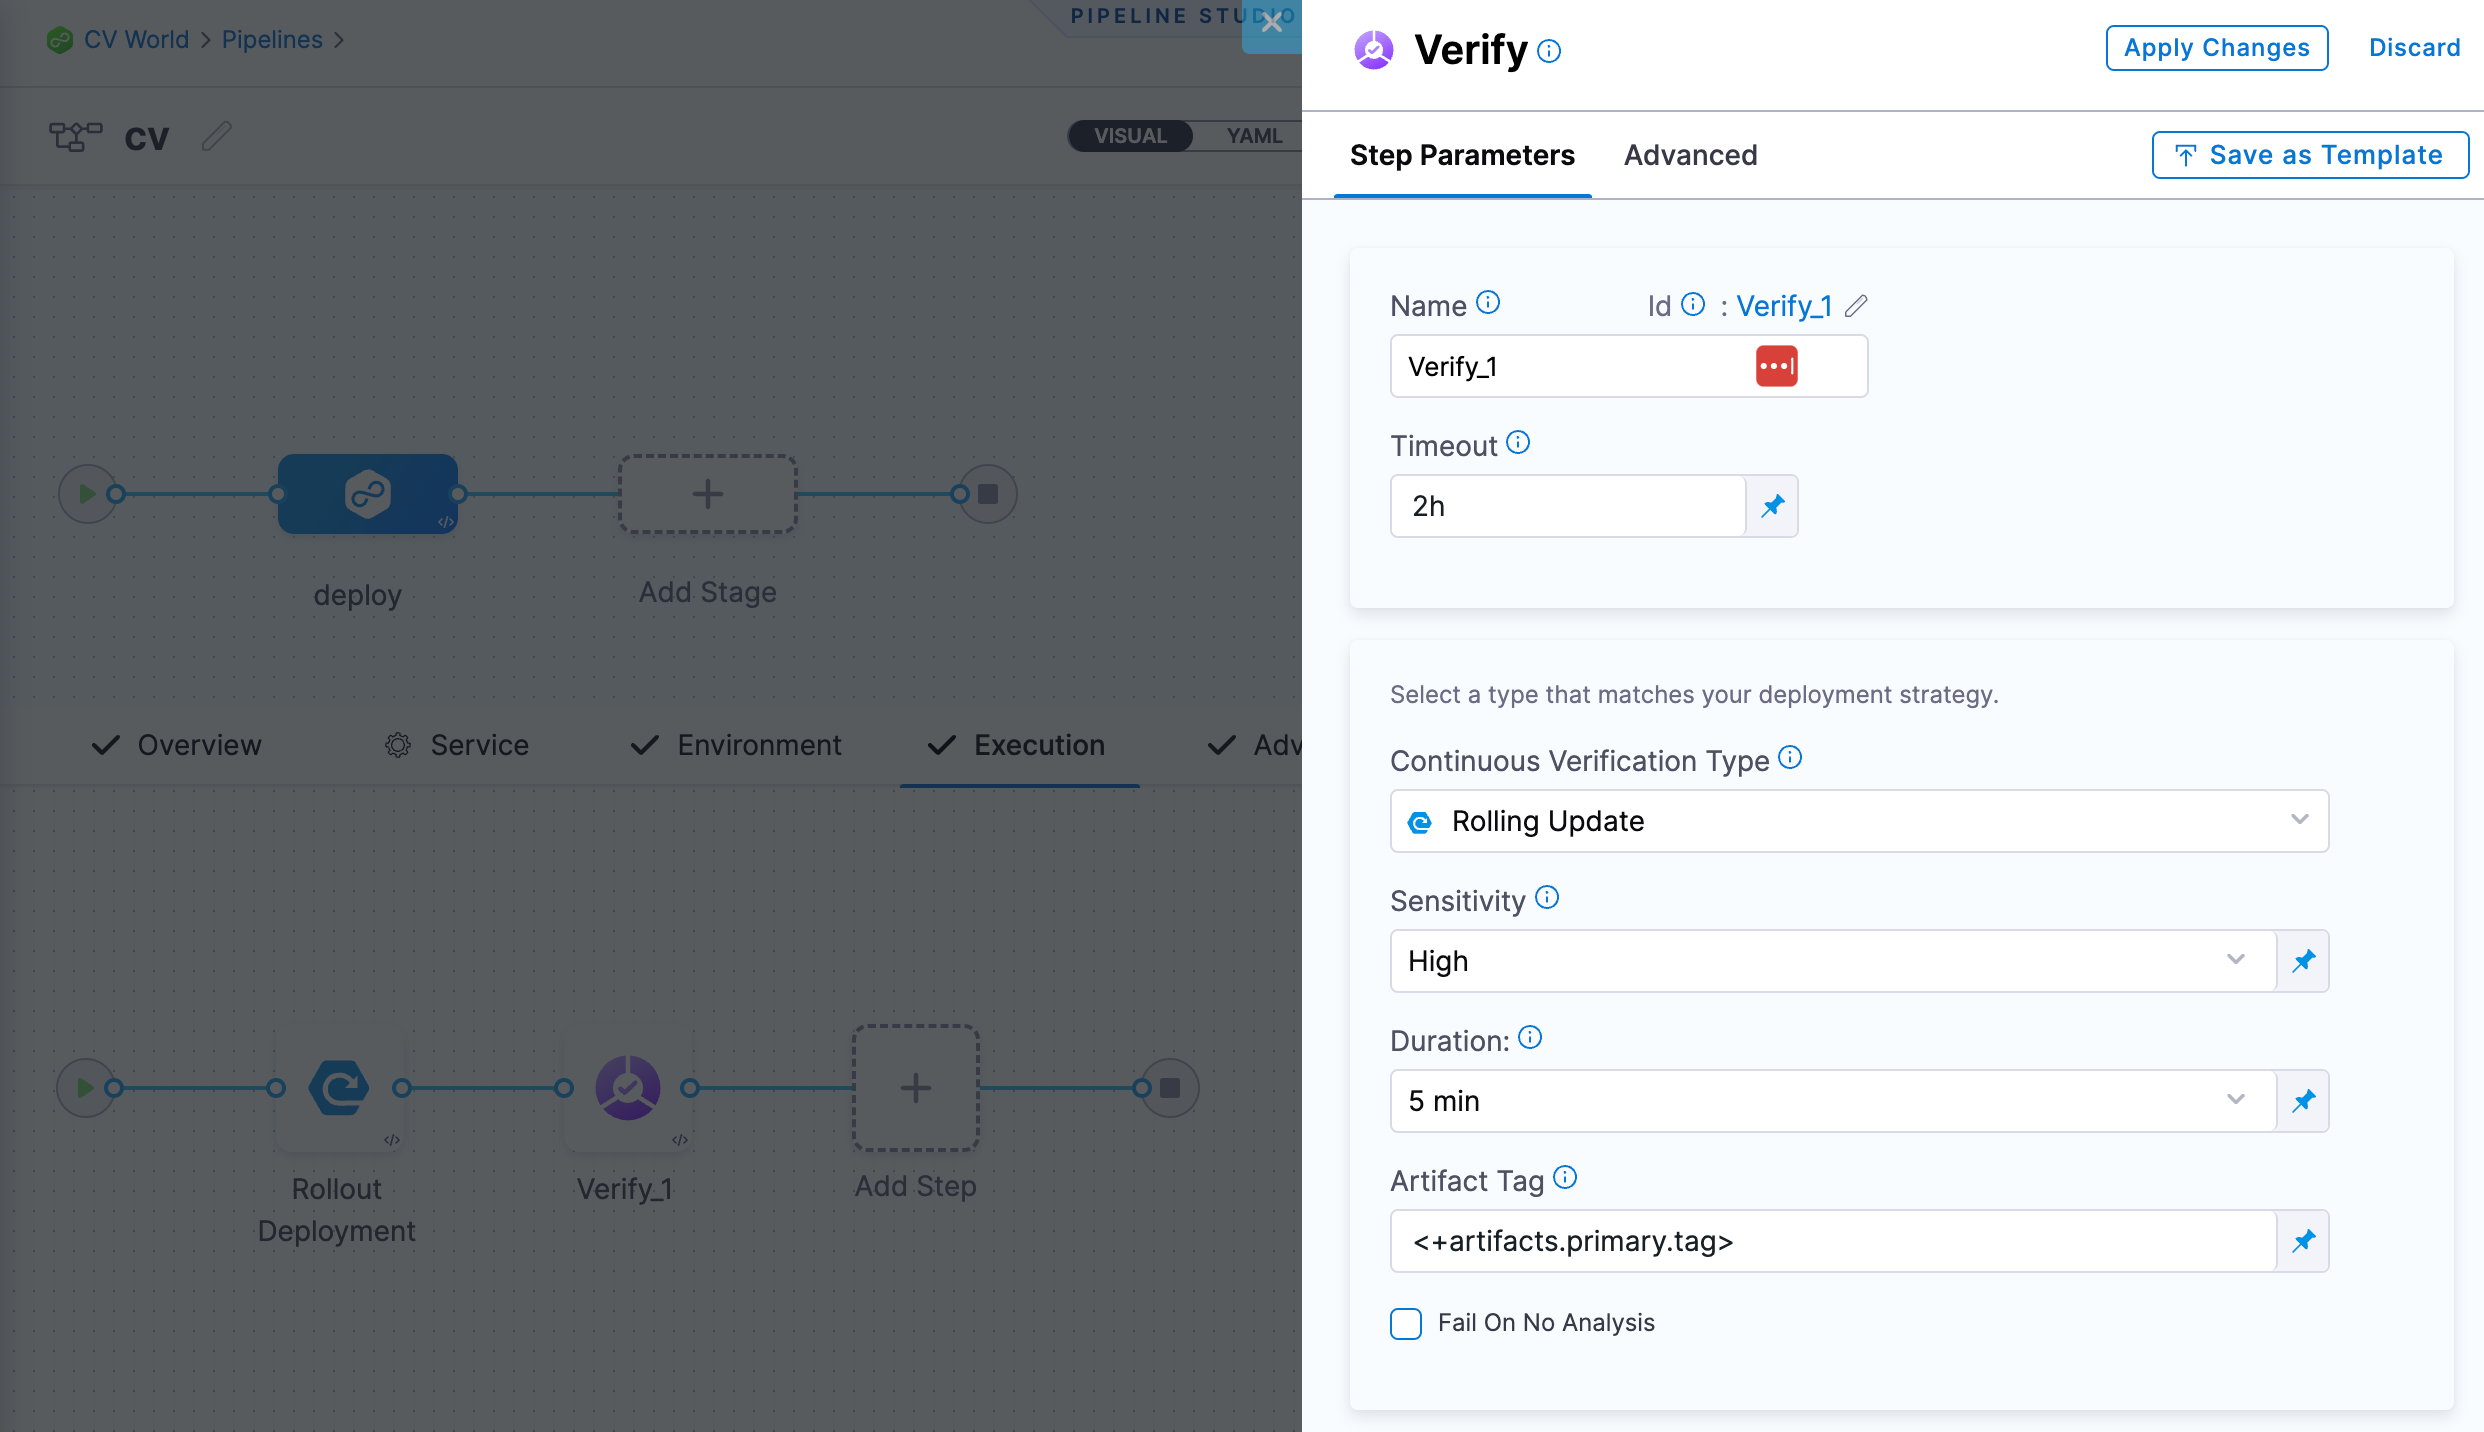 PIPELINE STUDIO
CV World > Pipelines >
cv
VISUAL YAML
deploy
Add Stage
Overview Service Environment Execution Adv
Rollout Deployment
Verify_1
Add Step
Verify
Apply Changes
Discard
Step Parameters Advanced
Save as Template
Name
Id : Verify_1
Verify_1
Timeout
2h
Select a type that matches your deployment strategy.
Continuous Verification Type
Rolling Update
Sensitivity
High
Duration:
5 min
Artifact Tag
<+artifacts.primary.tag>
Fail On No Analysis